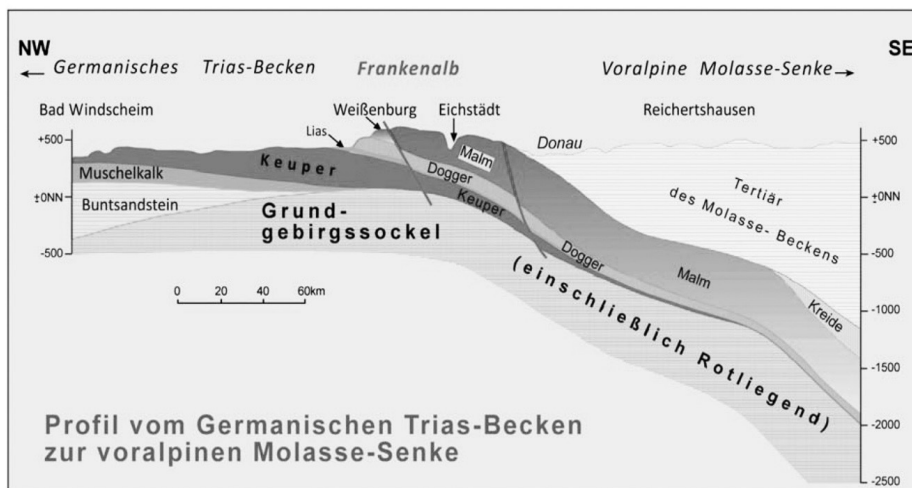 NW
SE
Germanisches Trias-Becken
Frankenalb
Voralpine Molasse-Senke
Bad Windscheim
Weißenburg
Eichstädt
Reichertshausen
Lias
Donau
+500
+500
Keuper
Malm
Muschelkalk
Dogger
Tertiär
des Molasse-Beckens
±0NN
±0NN
Keuper
Buntsandstein
Grund-
gebirgssockel
-500
-500
Dogger
Malm
(einschließlich Rotliegend)
Kreide
0 20 40 60km
-1000
-1500
-2000
-2500
Profil vom Germanischen Trias-Becken
zur voralpinen Molasse-Senke